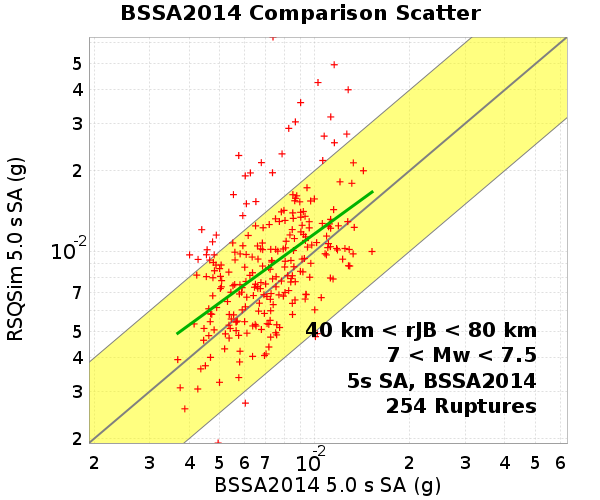 BSSA2014 Comparison Scatter
RSQSim 5.0 s SA (g)
5
4
3
2
10-2
7
5
4
3
2
40 km < rJB < 80 km
7 < Mw < 7.5
5s SA, BSSA2014
254 Ruptures
2 3 4 5 6 7 10-2 2 3 4 5 6
BSSA2014 5.0 s SA (g)